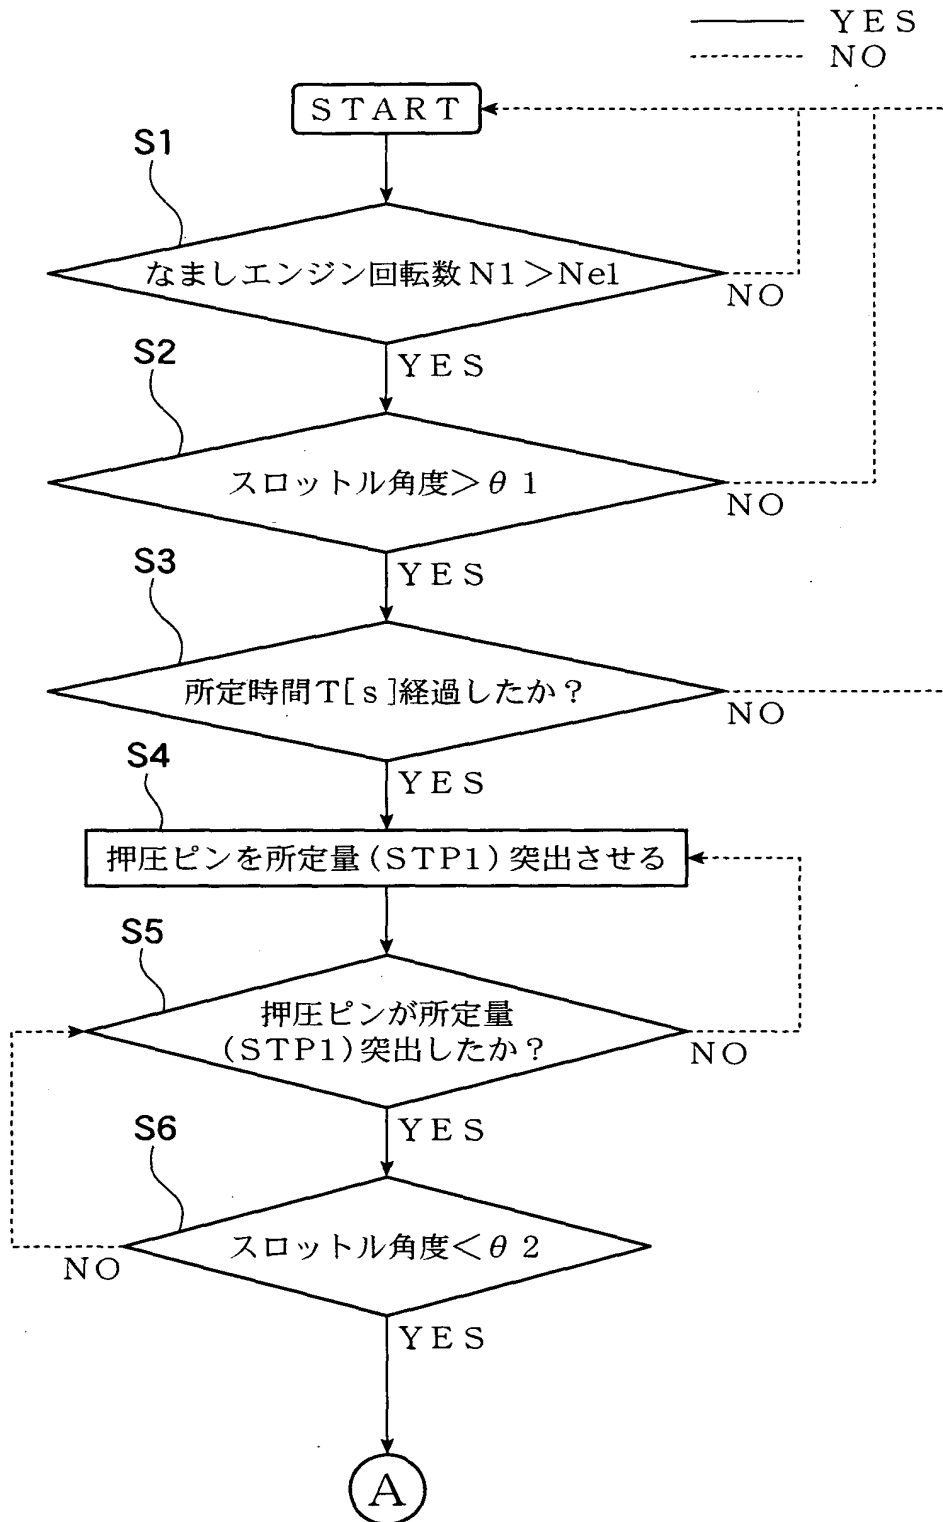 YES
NO
START
S1
なましエンジン回転数N1>Ne1
NO
YES
S2
スロットル角度>θ1
NO
YES
S3
所定時間T[s]経過したか?
NO
YES
S4
押圧ピンを所定量(STP1)突出させる
S5
押圧ピンが所定量
(STP1)突出したか?
NO
YES
S6
スロットル角度<θ2
NO
YES
A